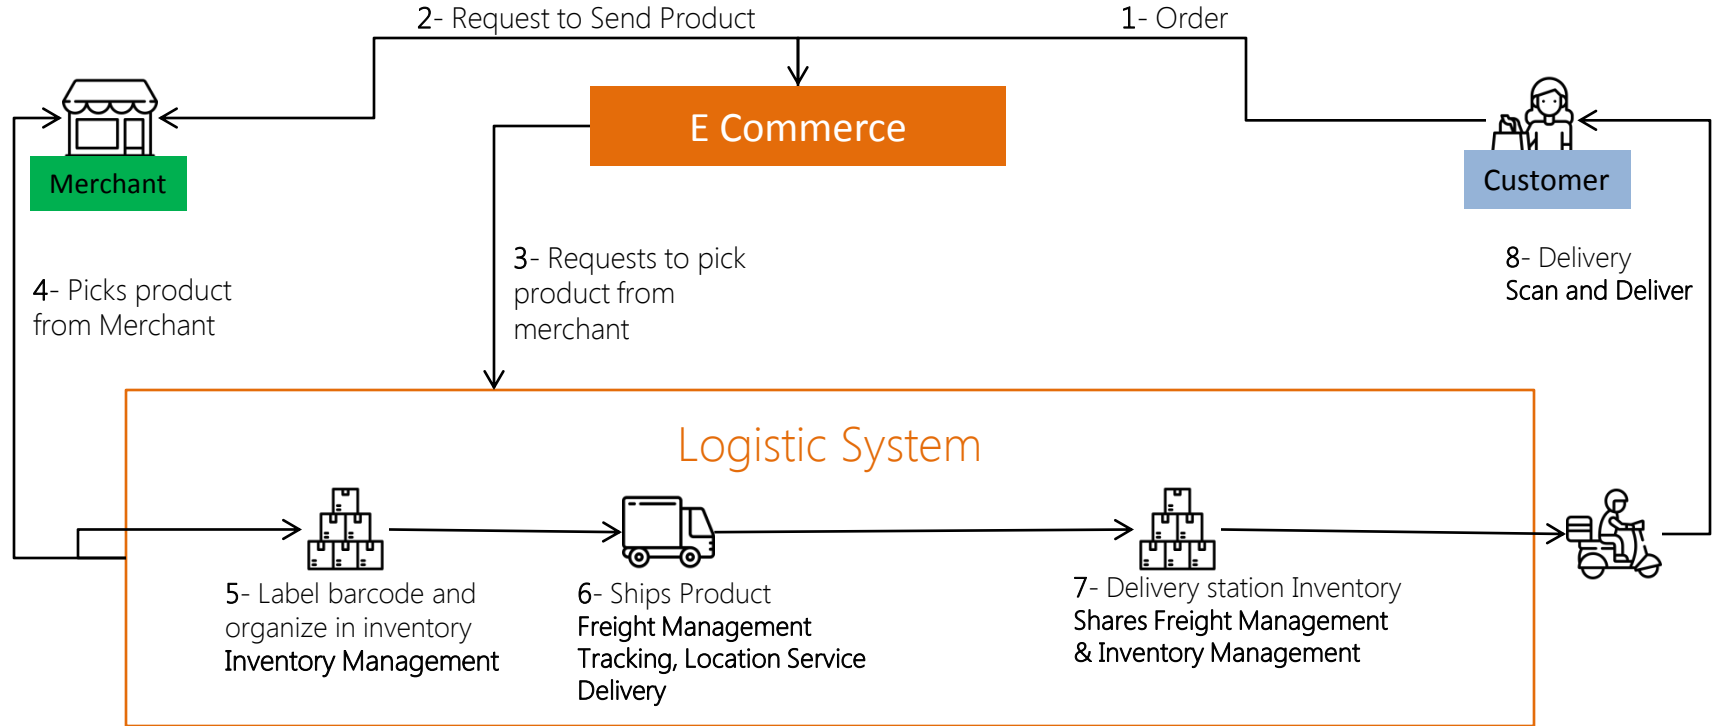 2- Request to Send Product
1- Order
E Commerce
Merchant
Customer
3- Requests to pick
product from
merchant
4- Picks product
from Merchant
8- Delivery
Scan and Deliver
Logistic System
5- Label barcode and
organize in inventory
Inventory Management
6- Ships Product
Freight Management
Tracking, Location Service
Delivery
7- Delivery station Inventory
Shares Freight Management
& Inventory Management